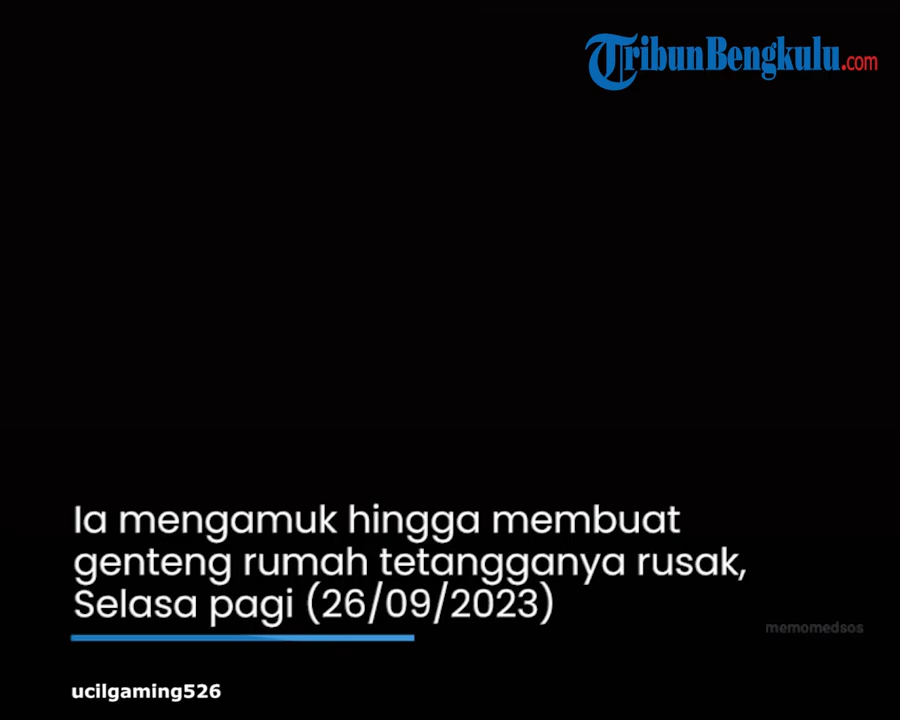 TribunBengkulu.com
Ia mengamuk hingga membuat
genteng rumah tetangganya rusak,
Selasa pagi (26/09/2023)
memomedsos
ucilgaming526